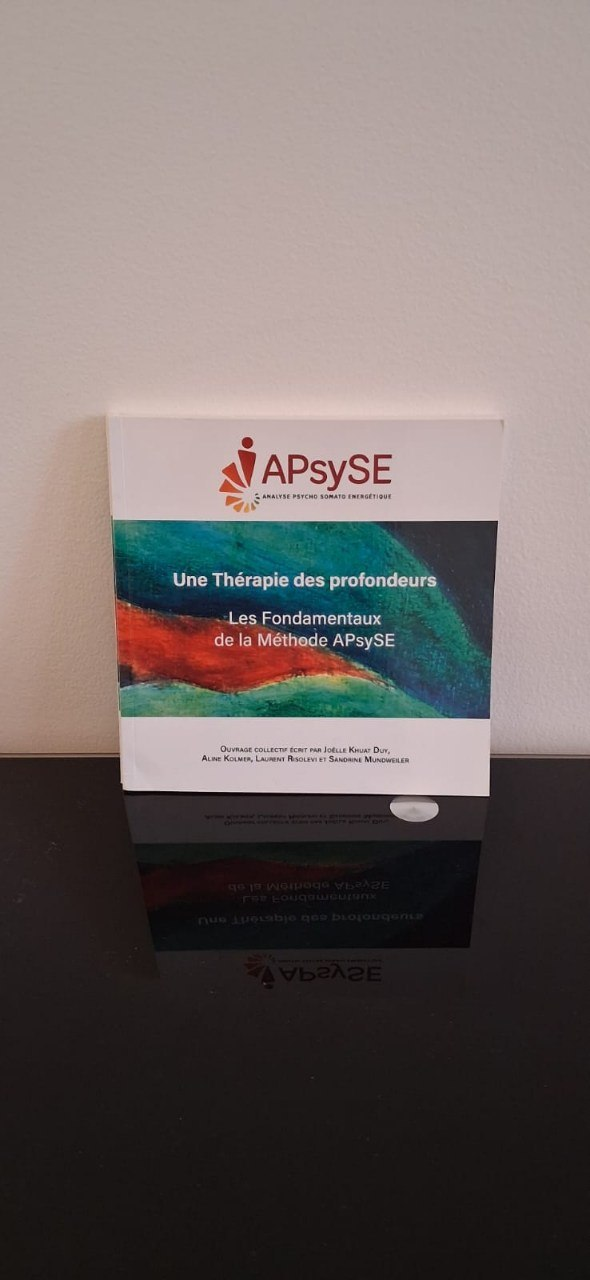 APsySE
ANALYSE PSYCHO SOMATO ENERGÉTIQUE
Une Thérapie des profondeurs
Les Fondamentaux
de la Méthode APsySE
Ouvrage collectif écrit par Joëlle Khuat Duy,
Aline Kolmer, Laurent Risolevi et Sandrine Mundweiler